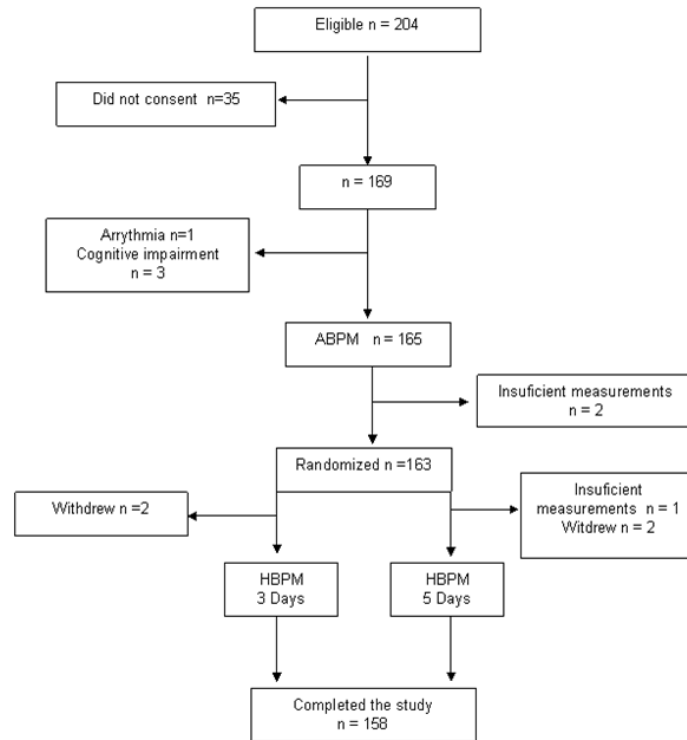 Eligible n = 204
Did not consent n=35
n = 169
Arrythmia n=1
Cognitive impairment
n = 3
ABPM n = 165
Insuficient measurements
n = 2
Randomized n =163
Withdrew n =2
Insuficient
measurements n = 1
Witdrew n = 2
HBPM
3 Days
HBPM
5 Days
Completed the study
n = 158